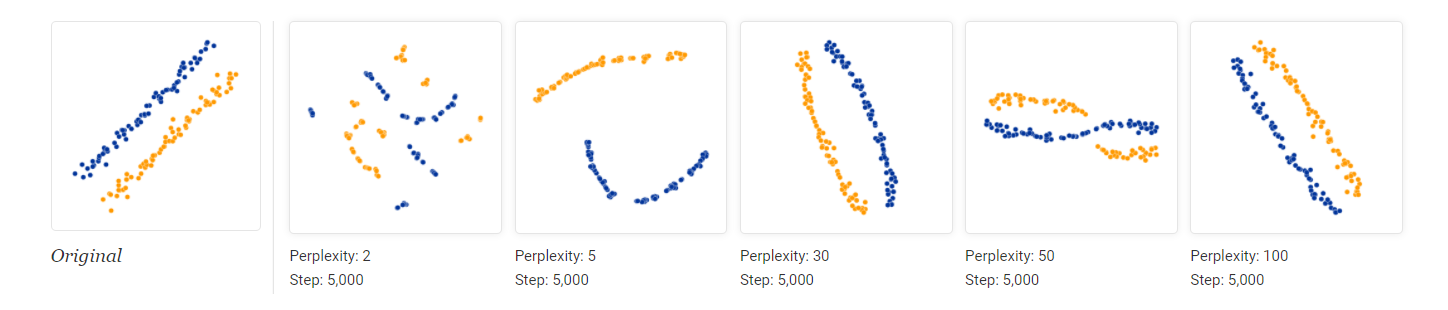 Original
Perplexity: 2
Step: 5,000
Perplexity: 5
Step: 5,000
Perplexity: 30
Step: 5,000
Perplexity: 50
Step: 5,000
Perplexity: 100
Step: 5,000